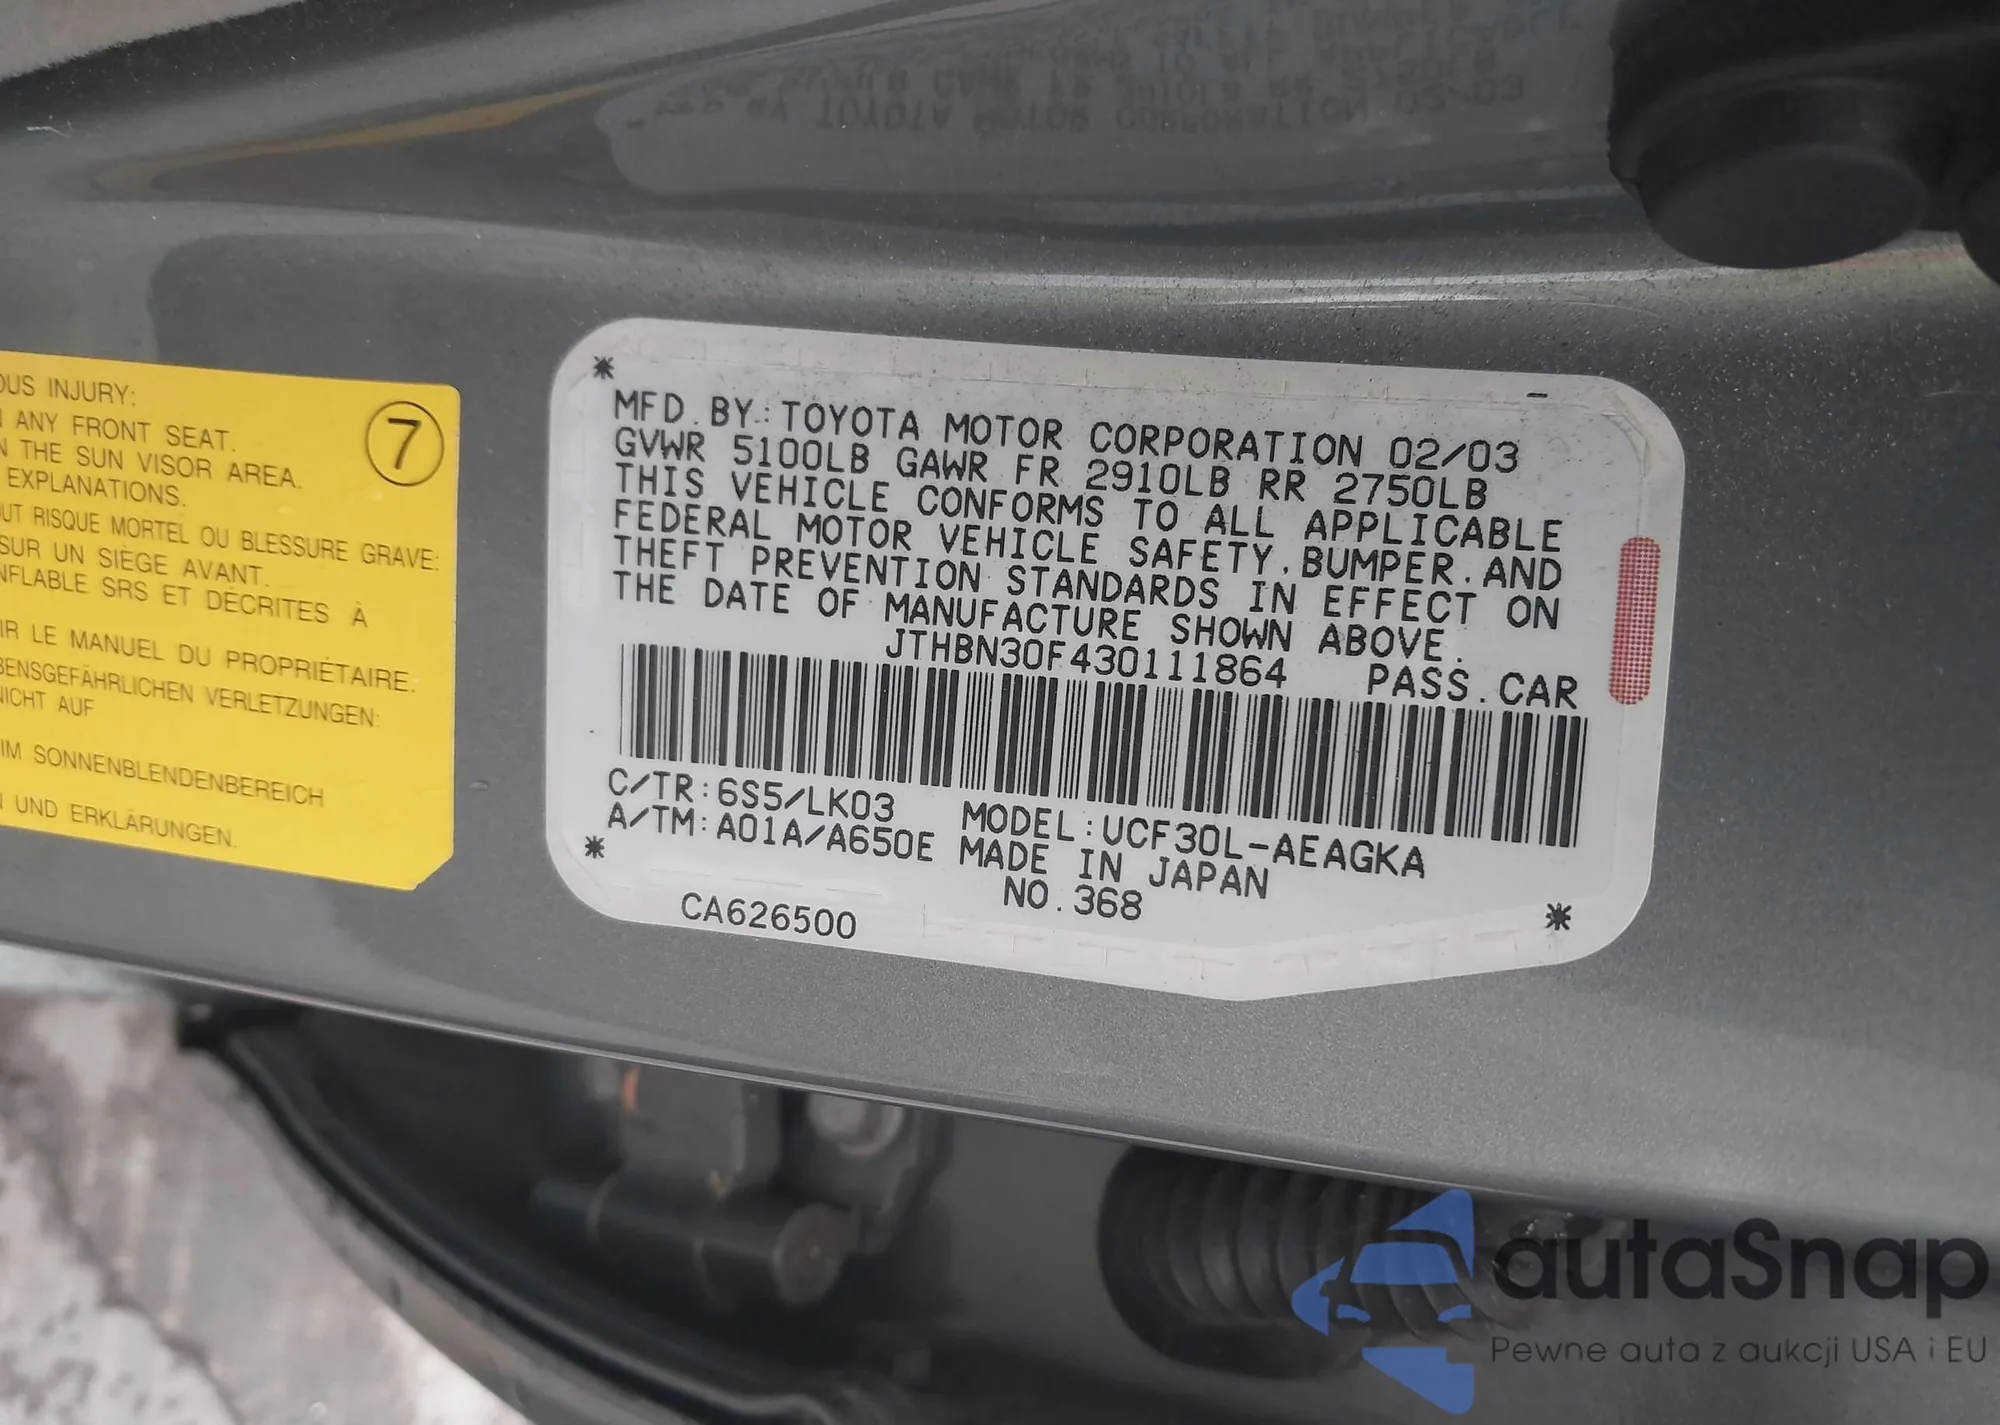 OUS INJURY:
ANY FRONT SEAT.
THE SUN VISOR AREA.
EXPLANATIONS.
7
UT RISQUE MORTEL OU BLESSURE GRAVE:
SUR UN SIÈGE AVANT.
NFLABLE SRS ET DÉCRITES À
IR LE MANUEL DU PROPRIÉTAIRE.
BENSGEFÄHRLICHEN VERLETZUNGEN:
NICHT AUF
IM SONNENBLENDENBEREICH
UND ERKLÄRUNGEN.
MFD.BY:TOYOTA MOTOR CORPORATION 02/03
GVWR 5100LB GAWR FR 2910LB RR 2750LB
THIS VEHICLE CONFORMS TO ALL APPLICABLE
FEDERAL MOTOR VEHICLE SAFETY,BUMPER,AND
THEFT PREVENTION STANDARDS IN EFFECT ON
THE DATE OF MANUFACTURE SHOWN ABOVE.
JTHBN30F430111864 PASS.CAR
C/TR:6S5/LK03 MODEL:UCF30L-AEAGKA
A/TM:A01A/A650E MADE IN JAPAN
NO.368
CA626500
autaSnap
Pewne auta z aukcji USA i EU